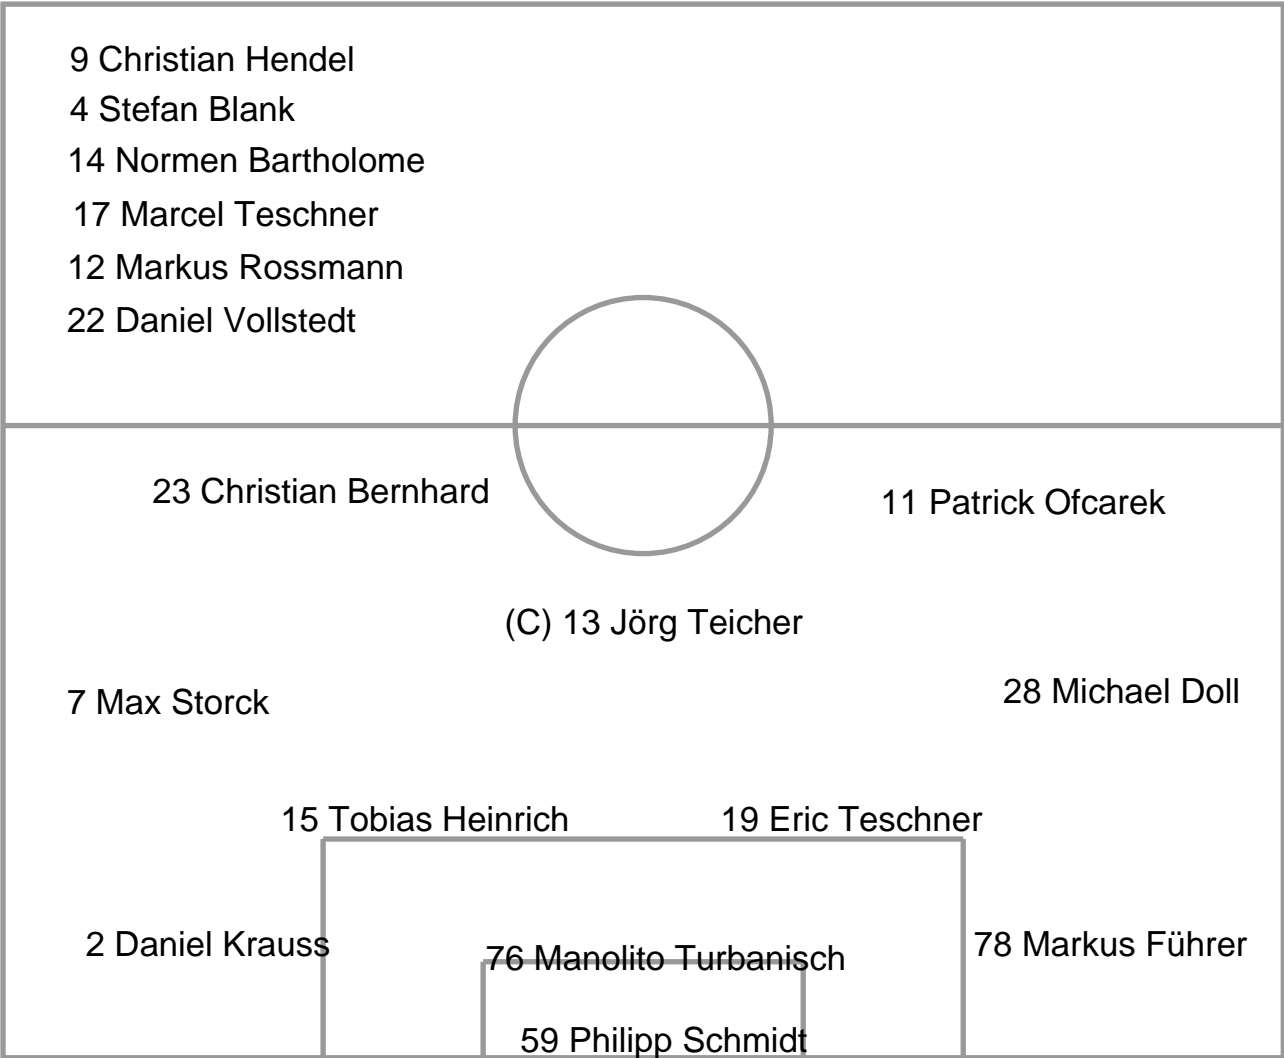 9 Christian Hendel
4 Stefan Blank
14 Normen Bartholome
17 Marcel Teschner
12 Markus Rossmann
22 Daniel Vollstedt
23 Christian Bernhard
11 Patrick Ofcarek
(C) 13 Jörg Teicher
7 Max Storck
28 Michael Doll
15 Tobias Heinrich
19 Eric Teschner
2 Daniel Krauss
76 Manolito Turbanisch
78 Markus Führer
59 Philipp Schmidt